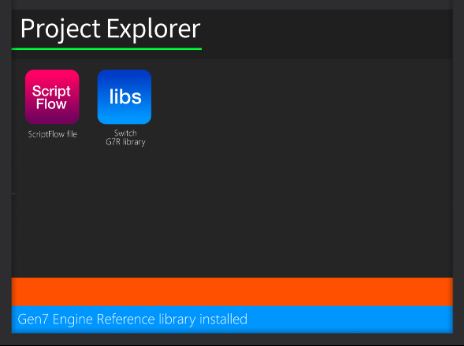 Project Explorer
Script
Flow
libs
ScriptFlow file
Switch
G7R library
Gen7 Engine Reference library installed